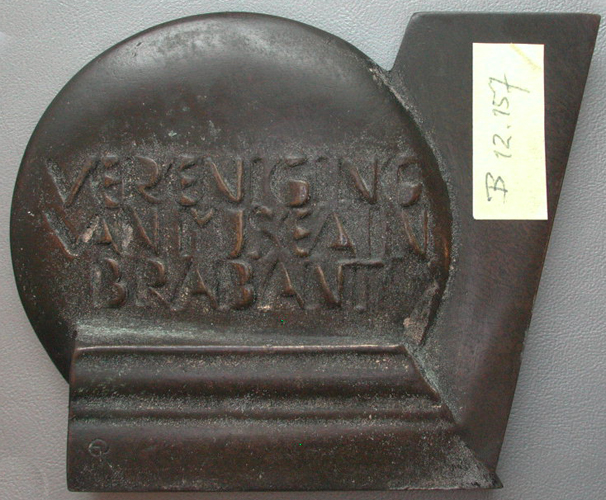 VERENIGING
VAN MUSEA IN
BRABANT
B 12.157